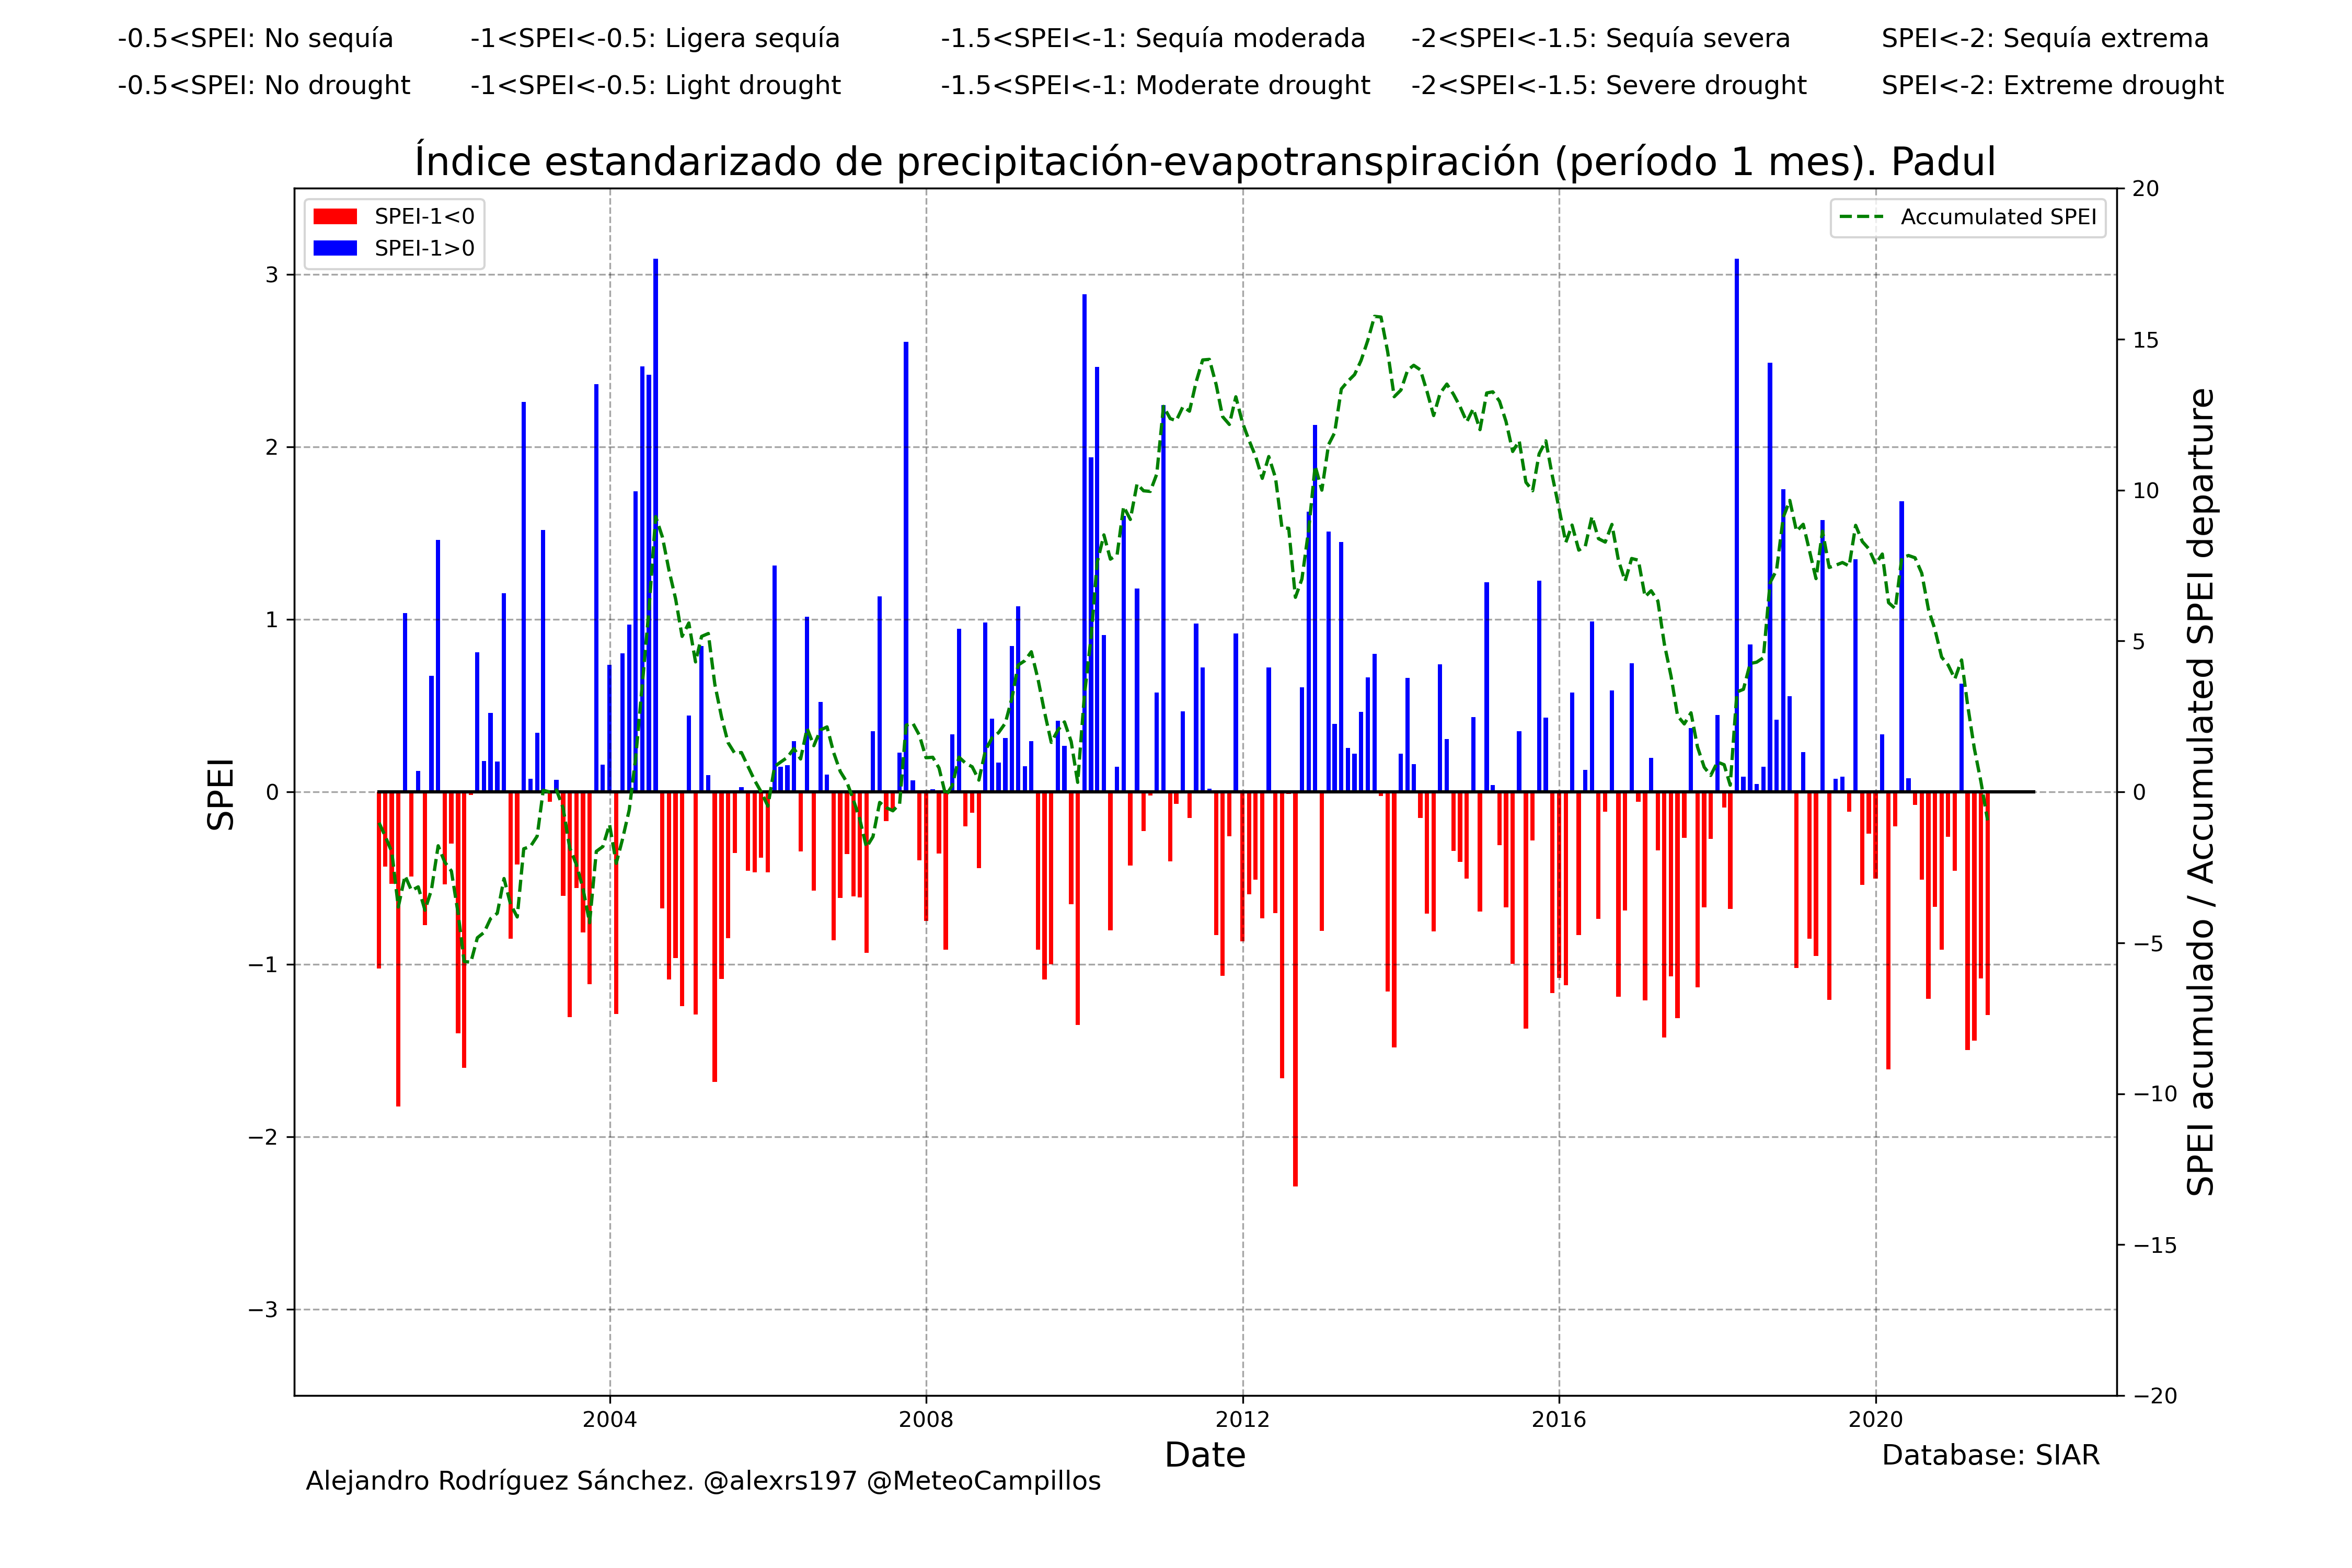 -0.5<SPEI: No sequía
-1<SPEI<-0.5: Ligera sequía
-1.5<SPEI<-1: Sequía moderada
-2<SPEI<-1.5: Sequía severa
SPEI<-2: Sequía extrema
-0.5<SPEI: No drought
-1<SPEI<-0.5: Light drought
-1.5<SPEI<-1: Moderate drought
-2<SPEI<-1.5: Severe drought
SPEI<-2: Extreme drought
Índice estandarizado de precipitación-evapotranspiración (período 1 mes). Padul
SPEI-1<0
SPEI-1>0
Accumulated SPEI
SPEI
3
2
1
0
−1
−2
−3
20
15
10
5
0
−5
−10
−15
−20
SPEI acumulado / Accumulated SPEI departure
2004
2008
2012
2016
2020
Date
Database: SIAR
Alejandro Rodríguez Sánchez. @alexrs197 @MeteoCampillos